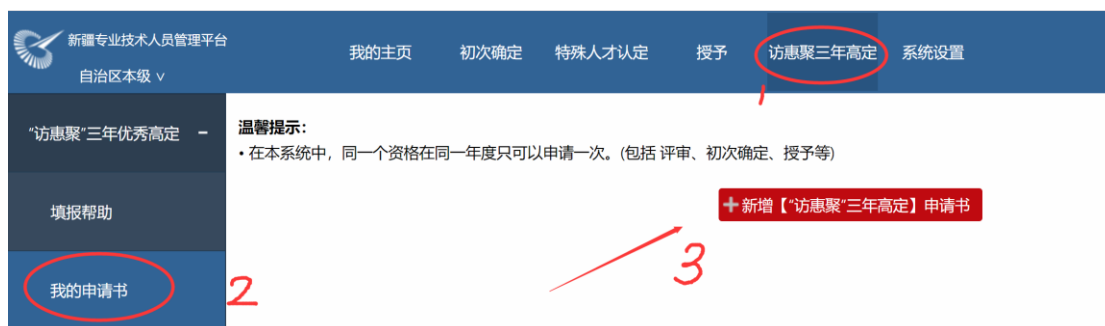 新疆专业技术人员管理平台
自治区本级 ∨
我的主页 初次确定 特殊人才认定 授予 访惠聚三年高定 系统设置
1
“访惠聚”三年优秀高定 －
温馨提示：
• 在本系统中，同一个资格在同一年度只可以申请一次。(包括 评审、初次确定、授予等)
填报帮助
+新增【“访惠聚”三年高定】申请书
3
我的申请书
2